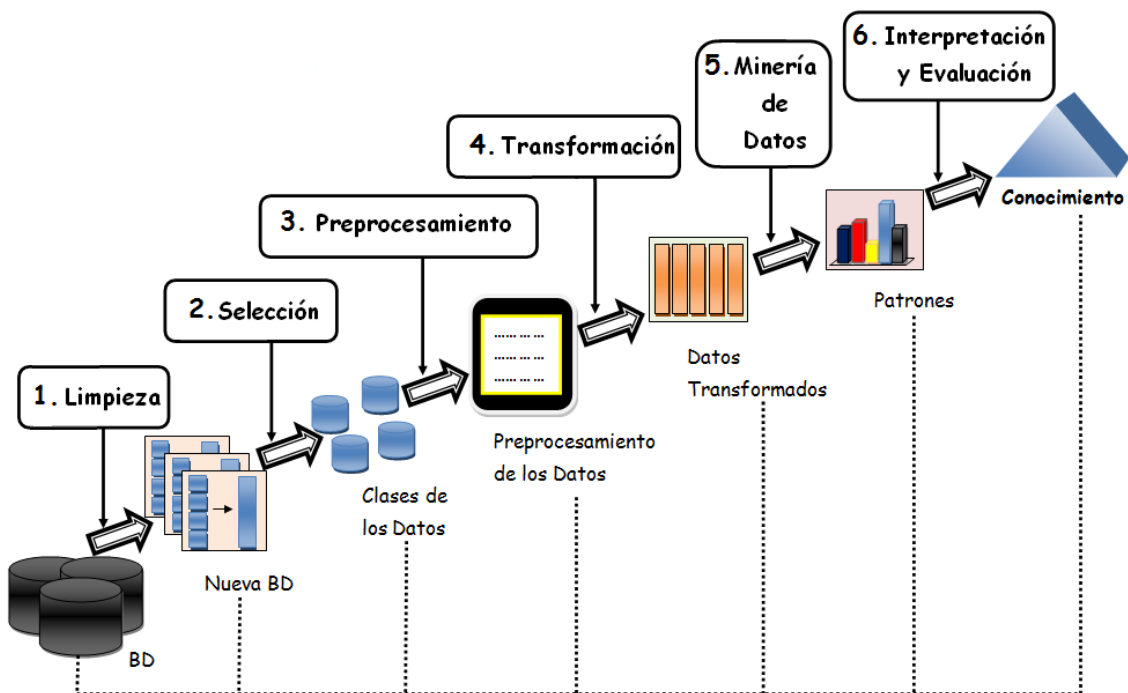 6. Interpretación
y Evaluación
5. Minería
de
Datos
4. Transformación
Conocimiento
3. Preprocesamiento
Patrones
2. Selección
Datos
Transformados
1. Limpieza
Preprocesamiento
de los Datos
Clases de
los Datos
Nueva BD
BD